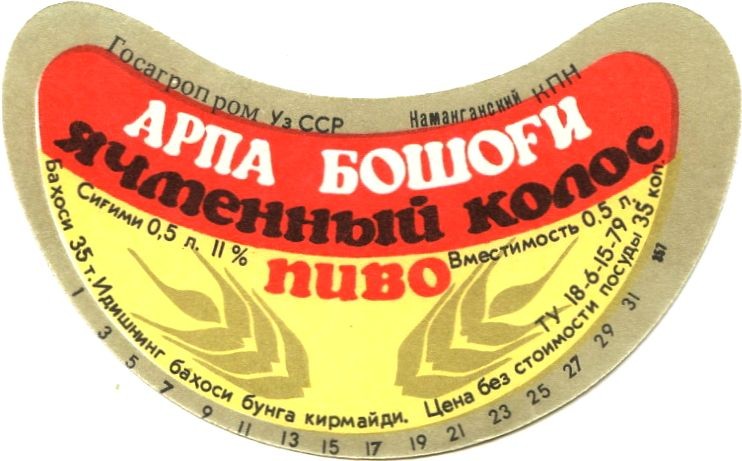 Госагропром Уз ССР Наманганский КПН
АРПА БОШОҒИ
ЯЧМЕННЫЙ КОЛОС
ПИВО
Сиғими 0,5 л. 11 %
Вместимость 0,5 л.
ТУ 18-6-15-79
Баҳоси 35 т. Идишнинг баҳоси бунга кирмайди. Цена без стоимости посуды 35 коп.
1 3 5 7 9 11 13 15 17 19 21 23 25 27 29 31